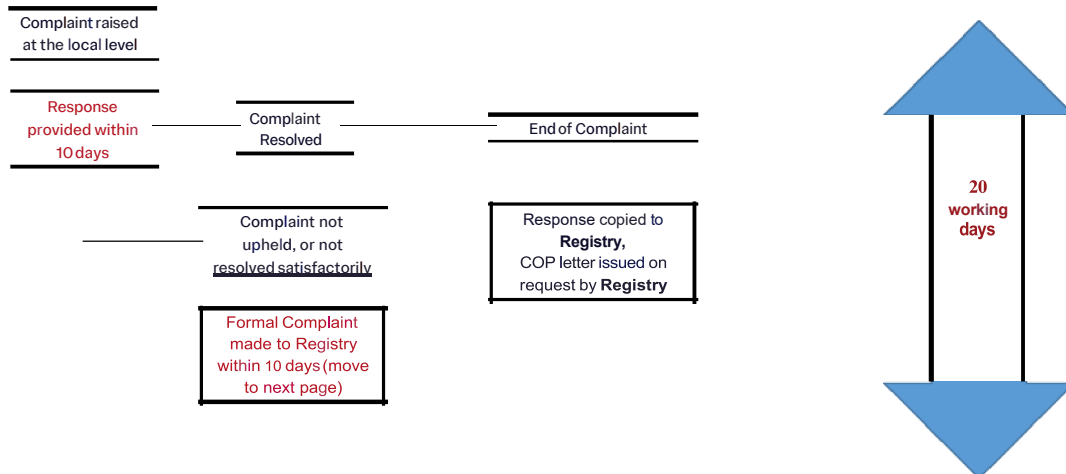 Complaint raised
at the local level
Response
provided within
10 days
Complaint
Resolved
End of Complaint
Complaint not
upheld, or not
resolved satisfactorily
Response copied to
Registry,
COP letter issued on
request by Registry
Formal Complaint
made to Registry
within 10 days (move
to next page)
20
working
days